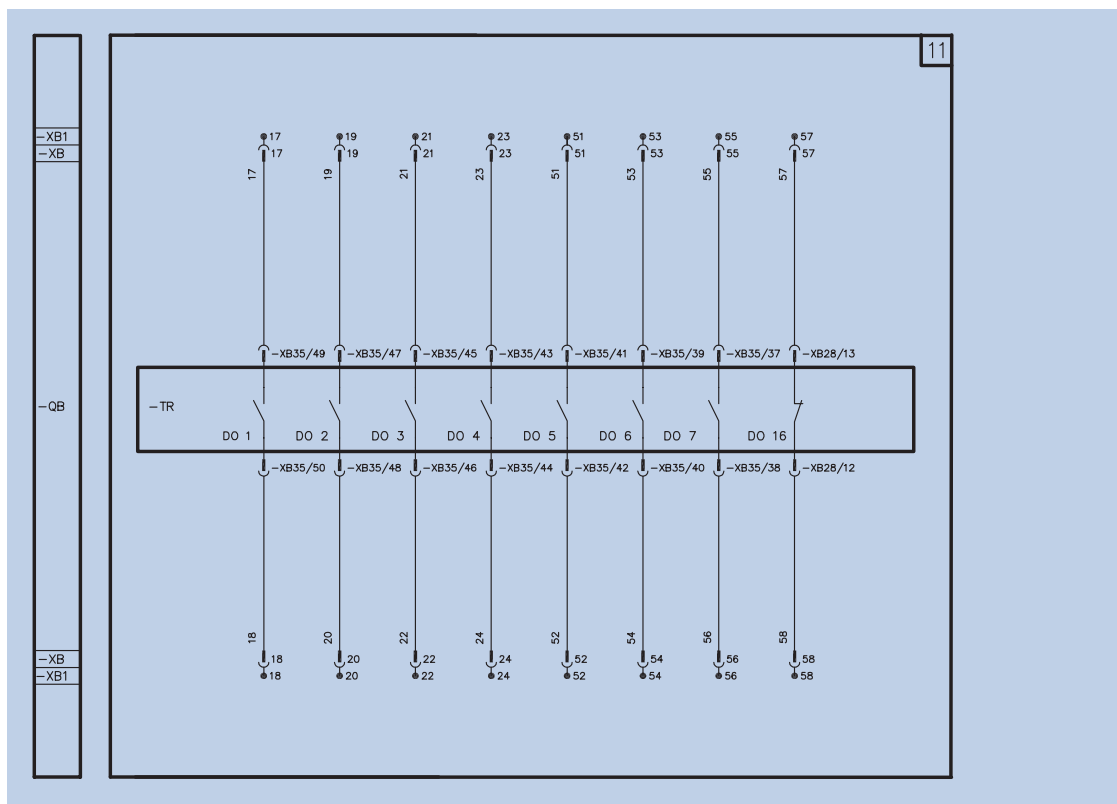 11
-XB1 17 19 21 23 51 53 55 57
-XB 17 19 21 23 51 53 55 57
17 19 21 23 51 53 55 57
-XB35/49 -XB35/47 -XB35/45 -XB35/43 -XB35/41 -XB35/39 -XB35/37 -XB28/13
-QB -TR
DO 1 DO 2 DO 3 DO 4 DO 5 DO 6 DO 7 DO 16
-XB35/50 -XB35/48 -XB35/46 -XB35/44 -XB35/42 -XB35/40 -XB35/38 -XB28/12
18 20 22 24 52 54 56 58
-XB 18 20 22 24 52 54 56 58
-XB1 18 20 22 24 52 54 56 58